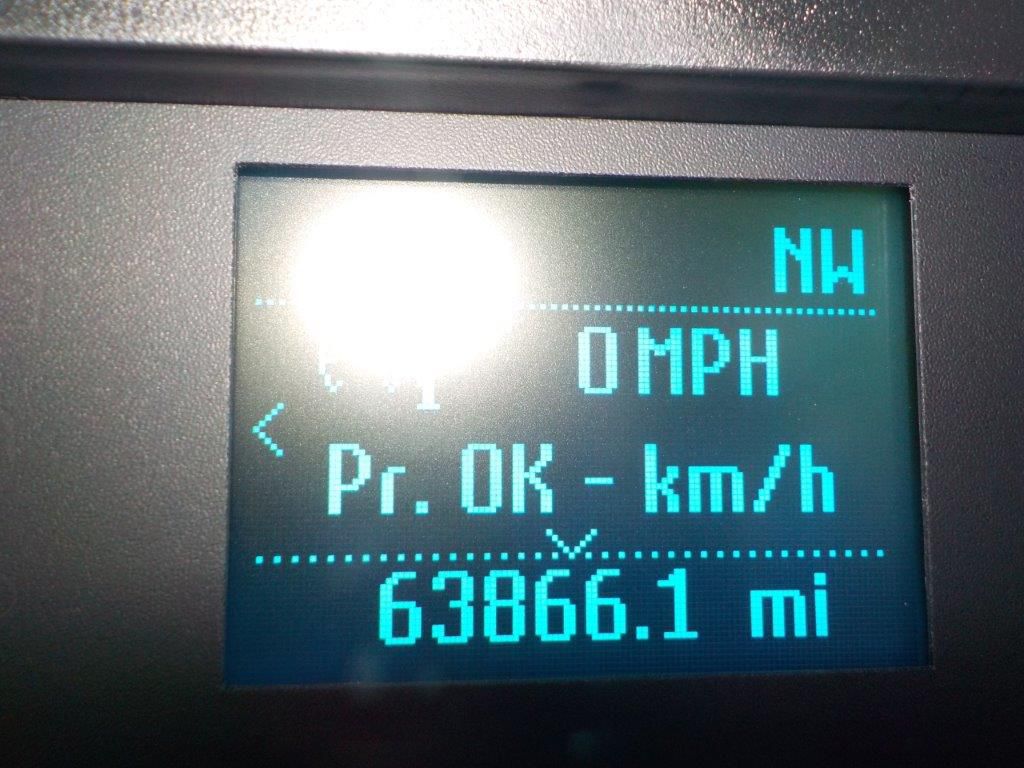 NW
0 MPH
Pr. OK - km/h
63866.1 mi